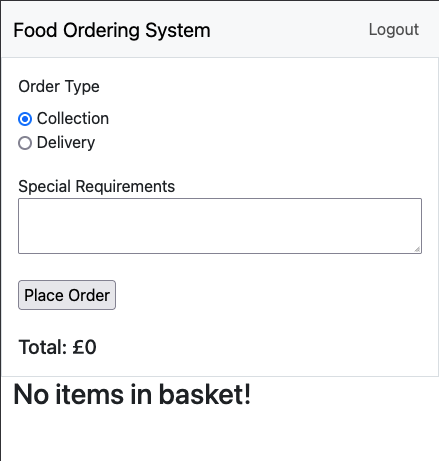 Food Ordering System Logout
Order Type
Collection
Delivery
Special Requirements
Place Order
Total: £0
No items in basket!